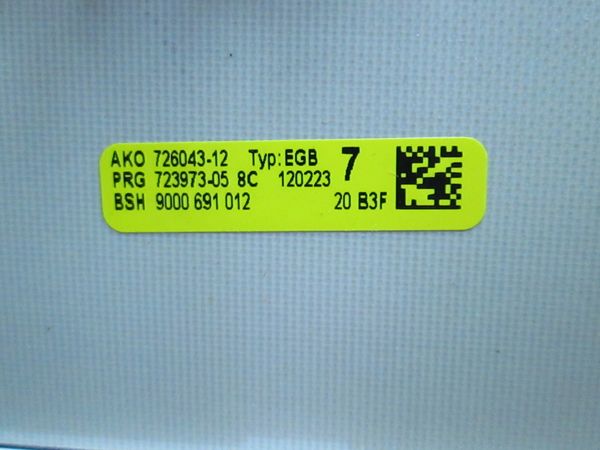 AKO 726043-12 Typ:EGB 7
PRG 723973-05 8C 120223
BSH 9000 691 012 20 B3F